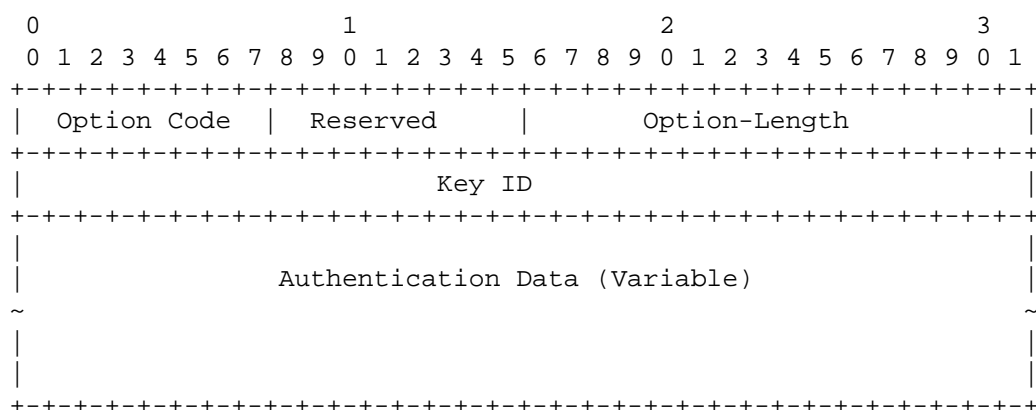 0                   1                   2                   3
 0 1 2 3 4 5 6 7 8 9 0 1 2 3 4 5 6 7 8 9 0 1 2 3 4 5 6 7 8 9 0 1
+-+-+-+-+-+-+-+-+-+-+-+-+-+-+-+-+-+-+-+-+-+-+-+-+-+-+-+-+-+-+-+-+
|  Option Code  |  Reserved     |       Option-Length           |
+-+-+-+-+-+-+-+-+-+-+-+-+-+-+-+-+-+-+-+-+-+-+-+-+-+-+-+-+-+-+-+-+
|                          Key ID                               |
+-+-+-+-+-+-+-+-+-+-+-+-+-+-+-+-+-+-+-+-+-+-+-+-+-+-+-+-+-+-+-+-+
|                                                               |
|                Authentication Data (Variable)                 |
~                                                               ~
|                                                               |
|                                                               |
+-+-+-+-+-+-+-+-+-+-+-+-+-+-+-+-+-+-+-+-+-+-+-+-+-+-+-+-+-+-+-+-+